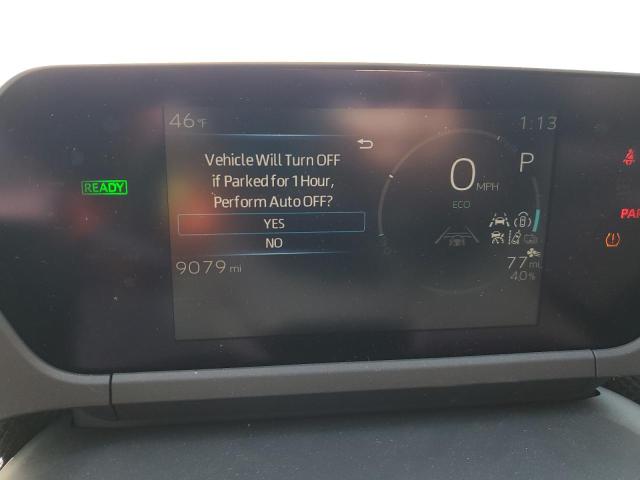 46°F
1:13
Vehicle Will Turn OFF
if Parked for 1 Hour,
Perform Auto OFF?
YES
NO
READY
0 MPH
P
ECO
9079 mi
77 mi
PAR